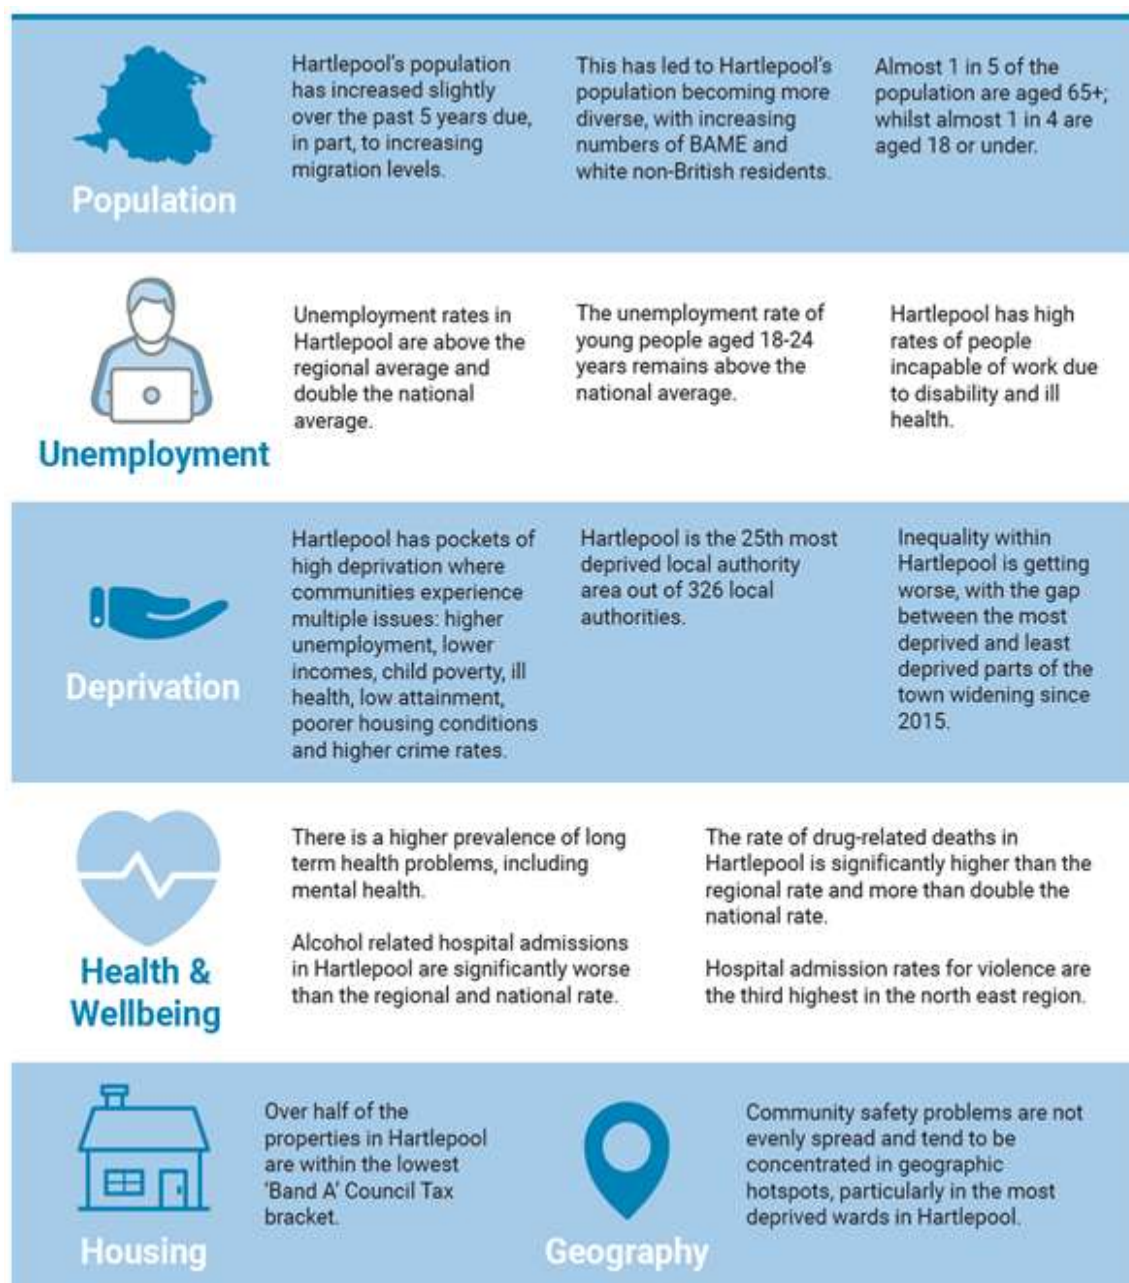 Population
Hartlepool's population
has increased slightly
over the past 5 years due,
in part, to increasing
migration levels.
This has led to Hartlepool's
population becoming more
diverse, with increasing
numbers of BAME and
white non-British residents.
Almost 1 in 5 of the
population are aged 65+;
whilst almost 1 in 4 are
aged 18 or under.
Unemployment
Unemployment rates in
Hartlepool are above the
regional average and
double the national
average.
The unemployment rate of
young people aged 18-24
years remains above the
national average.
Hartlepool has high
rates of people
incapable of work due
to disability and ill
health.
Deprivation
Hartlepool has pockets of
high deprivation where
communities experience
multiple issues: higher
unemployment, lower
incomes, child poverty, ill
health, low attainment,
poorer housing conditions
and higher crime rates.
Hartlepool is the 25th most
deprived local authority
area out of 326 local
authorities.
Inequality within
Hartlepool is getting
worse, with the gap
between the most
deprived and least
deprived parts of the
town widening since
2015.
Health &
Wellbeing
There is a higher prevalence of long
term health problems, including
mental health.
Alcohol related hospital admissions
in Hartlepool are significantly worse
than the regional and national rate.
The rate of drug-related deaths in
Hartlepool is significantly higher than the
regional rate and more than double the
national rate.
Hospital admission rates for violence are
the third highest in the north east region.
Housing
Over half of the
properties in Hartlepool
are within the lowest
'Band A' Council Tax
bracket.
Geography
Community safety problems are not
evenly spread and tend to be
concentrated in geographic
hotspots, particularly in the most
deprived wards in Hartlepool.